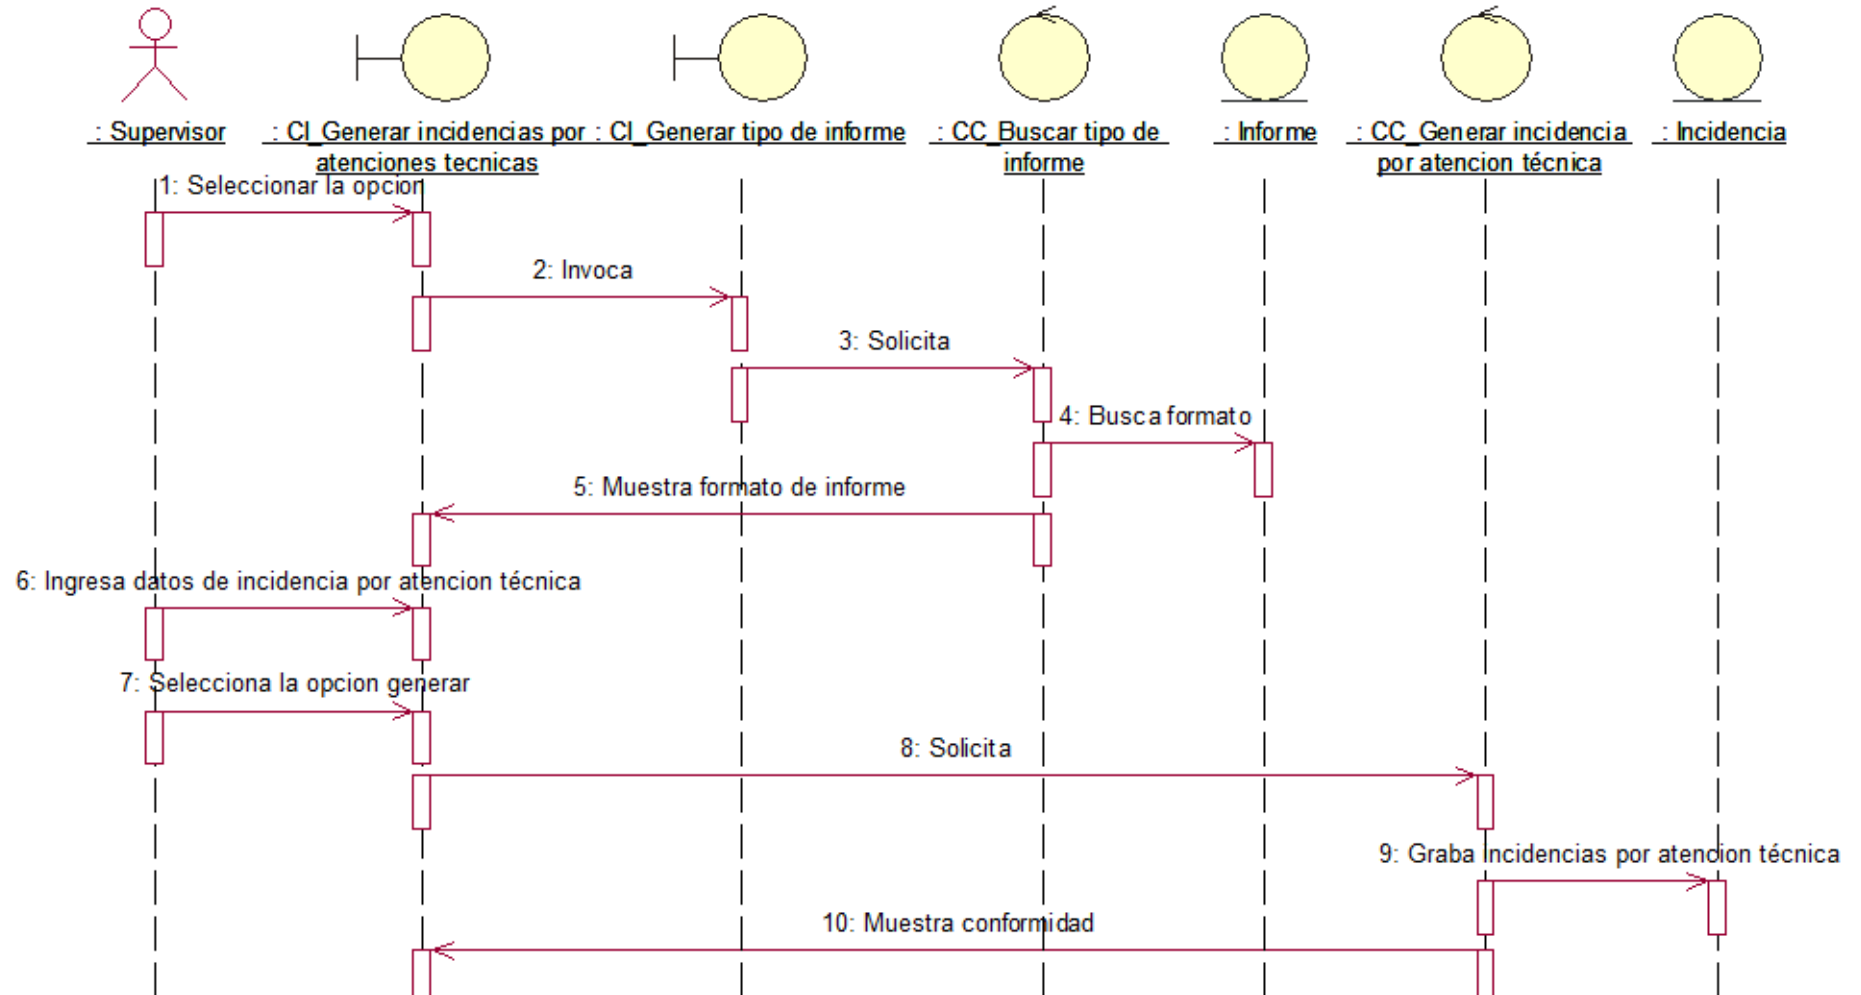 : Supervisor
: CI_Generar incidencias por
atenciones tecnicas
: CI_Generar tipo de informe
: CC_Buscar tipo de
informe
: Informe
: CC_Generar incidencia
por atencion técnica
: Incidencia
1: Seleccionar la opcion
2: Invoca
3: Solicita
4: Busca formato
5: Muestra formato de informe
6: Ingresa datos de incidencia por atencion técnica
7: Selecciona la opcion generar
8: Solicita
9: Graba incidencias por atencion técnica
10: Muestra conformidad